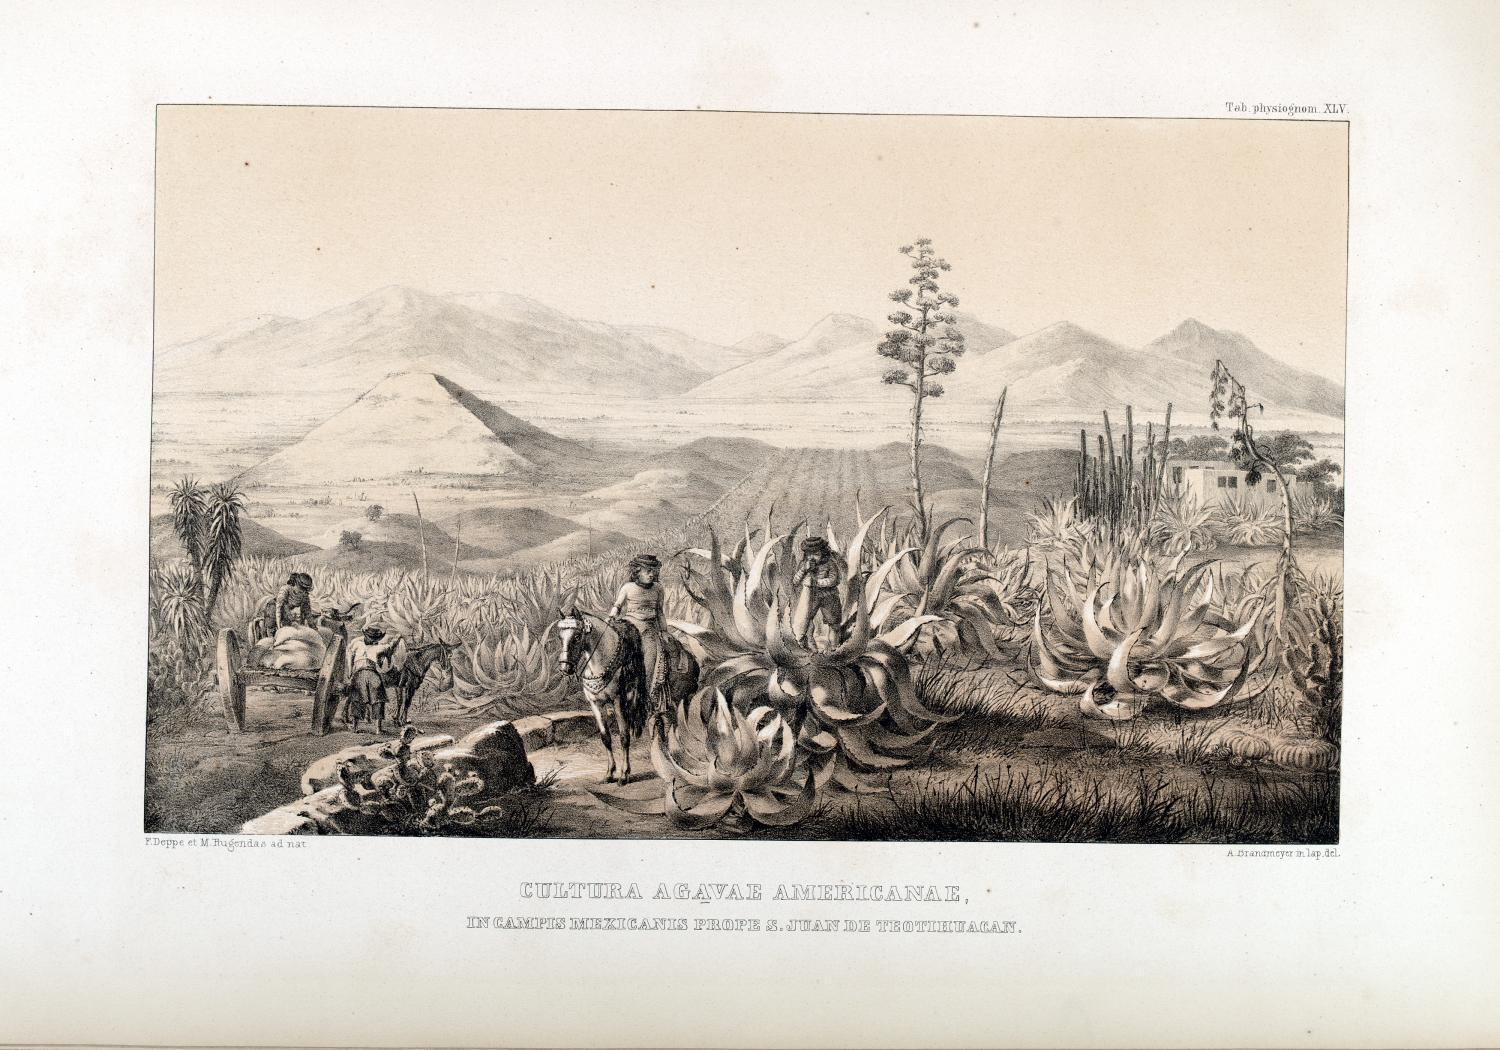 Tab. physiognom. XLV.
F. Deppe et M. Rugendas ad nat.
A. Brandmeyer in lap. del.
CULTURA AGAVAE AMERICANAE,
IN CAMPIS MEXICANIS PROPE S. JUAN DE TEOTIHUACAN.